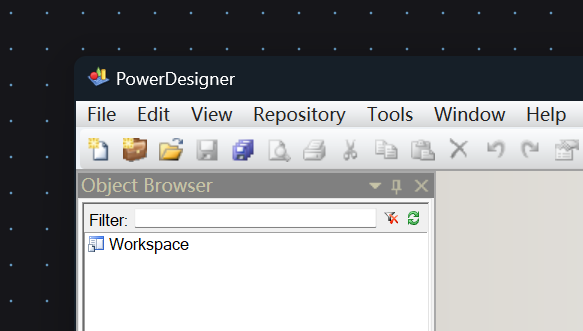 PowerDesigner
File Edit View Repository Tools Window Help
Object Browser
Filter:
Workspace